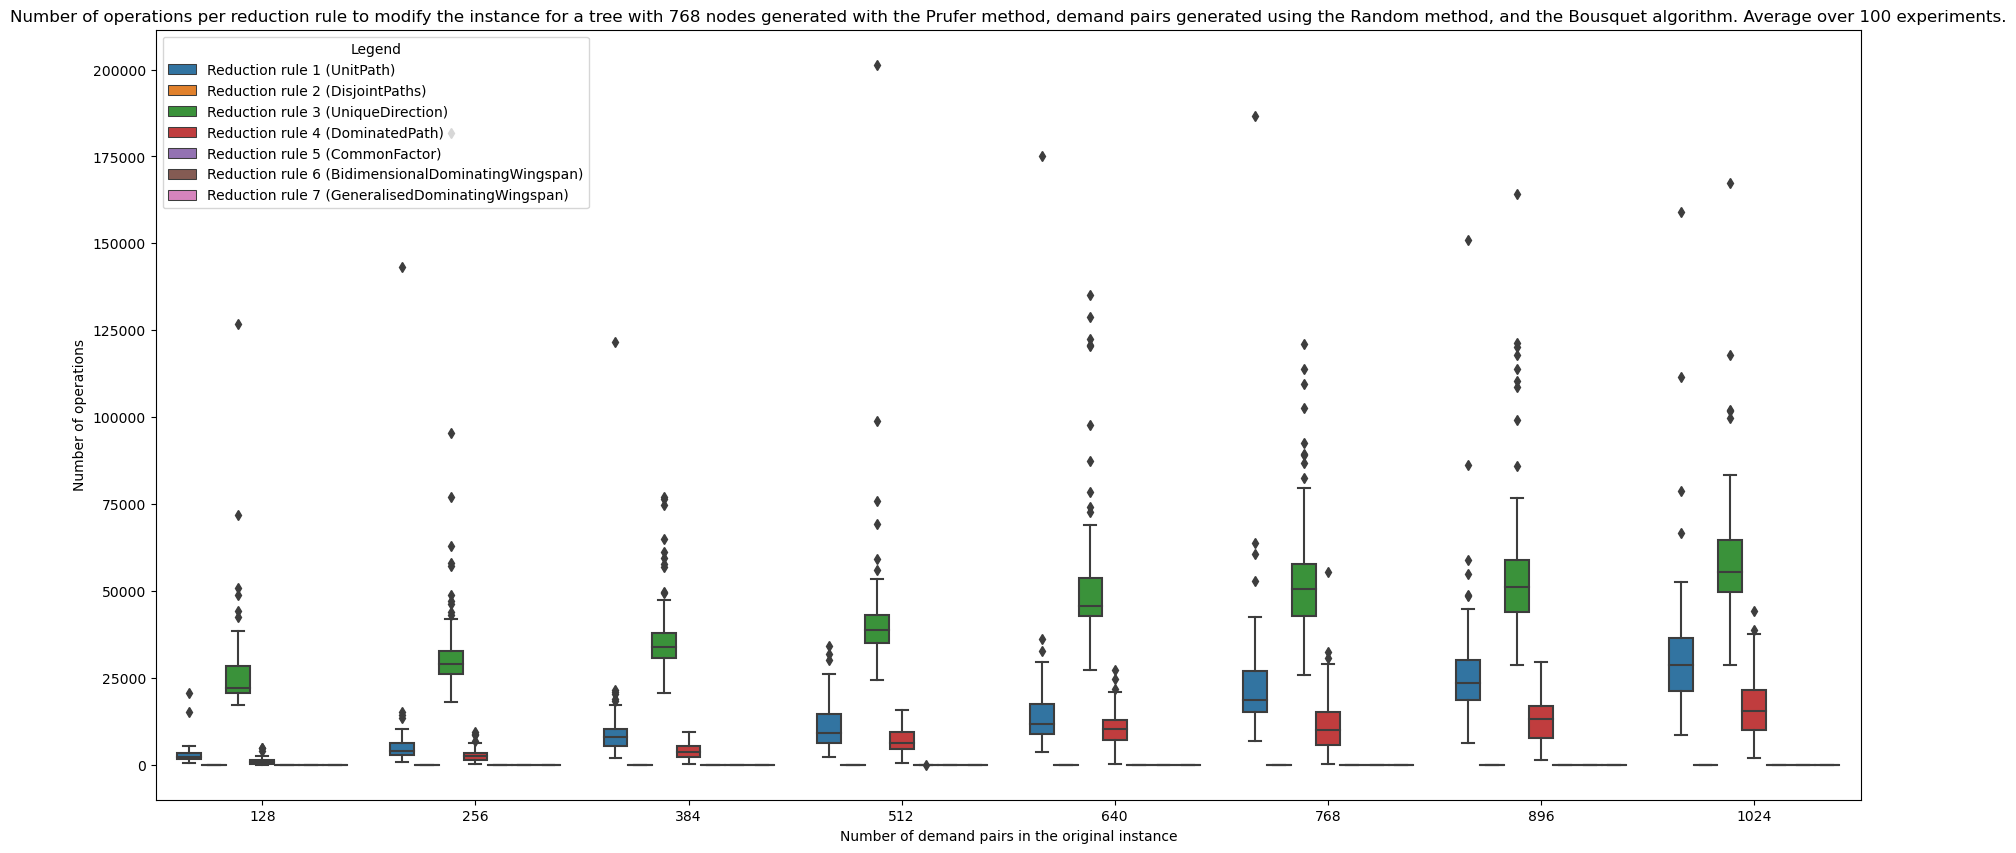 Number of operations per reduction rule to modify the instance for a tree with 768 nodes generated with the Prufer method, demand pairs generated using the Random method, and the Bousquet algorithm. Average over 100 experiments.
Legend
Reduction rule 1 (UnitPath)
Reduction rule 2 (DisjointPaths)
Reduction rule 3 (UniqueDirection)
Reduction rule 4 (DominatedPath)
Reduction rule 5 (CommonFactor)
Reduction rule 6 (BidimensionalDominatingWingspan)
Reduction rule 7 (GeneralisedDominatingWingspan)
200000
175000
150000
125000
100000
75000
50000
25000
0
Number of operations
128 256 384 512 640 768 896 1024
Number of demand pairs in the original instance